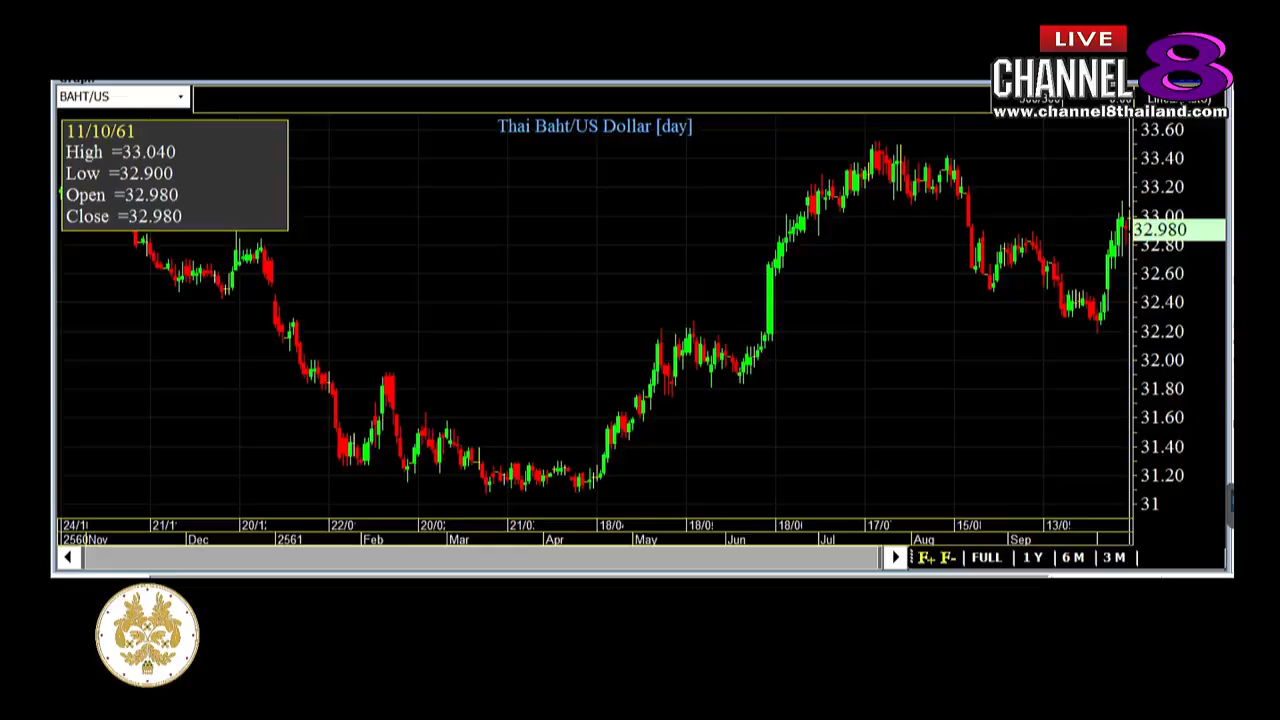 LIVE
CHANNEL 8
www.channel8thailand.com
BAHT/US
Thai Baht/US Dollar [day]
11/10/61
High =33.040
Low =32.900
Open =32.980
Close =32.980
33.60
33.40
33.20
33.00
32.980
32.80
32.60
32.40
32.20
32.00
31.80
31.60
31.40
31.20
31
24/1 21/1 20/1 22/0 20/0 21/0 18/0 18/0 18/0 17/0 15/0 13/0
2560 Nov Dec 2561 Feb Mar Apr May Jun Jul Aug Sep
F+ F- FULL 1 Y 6 M 3 M